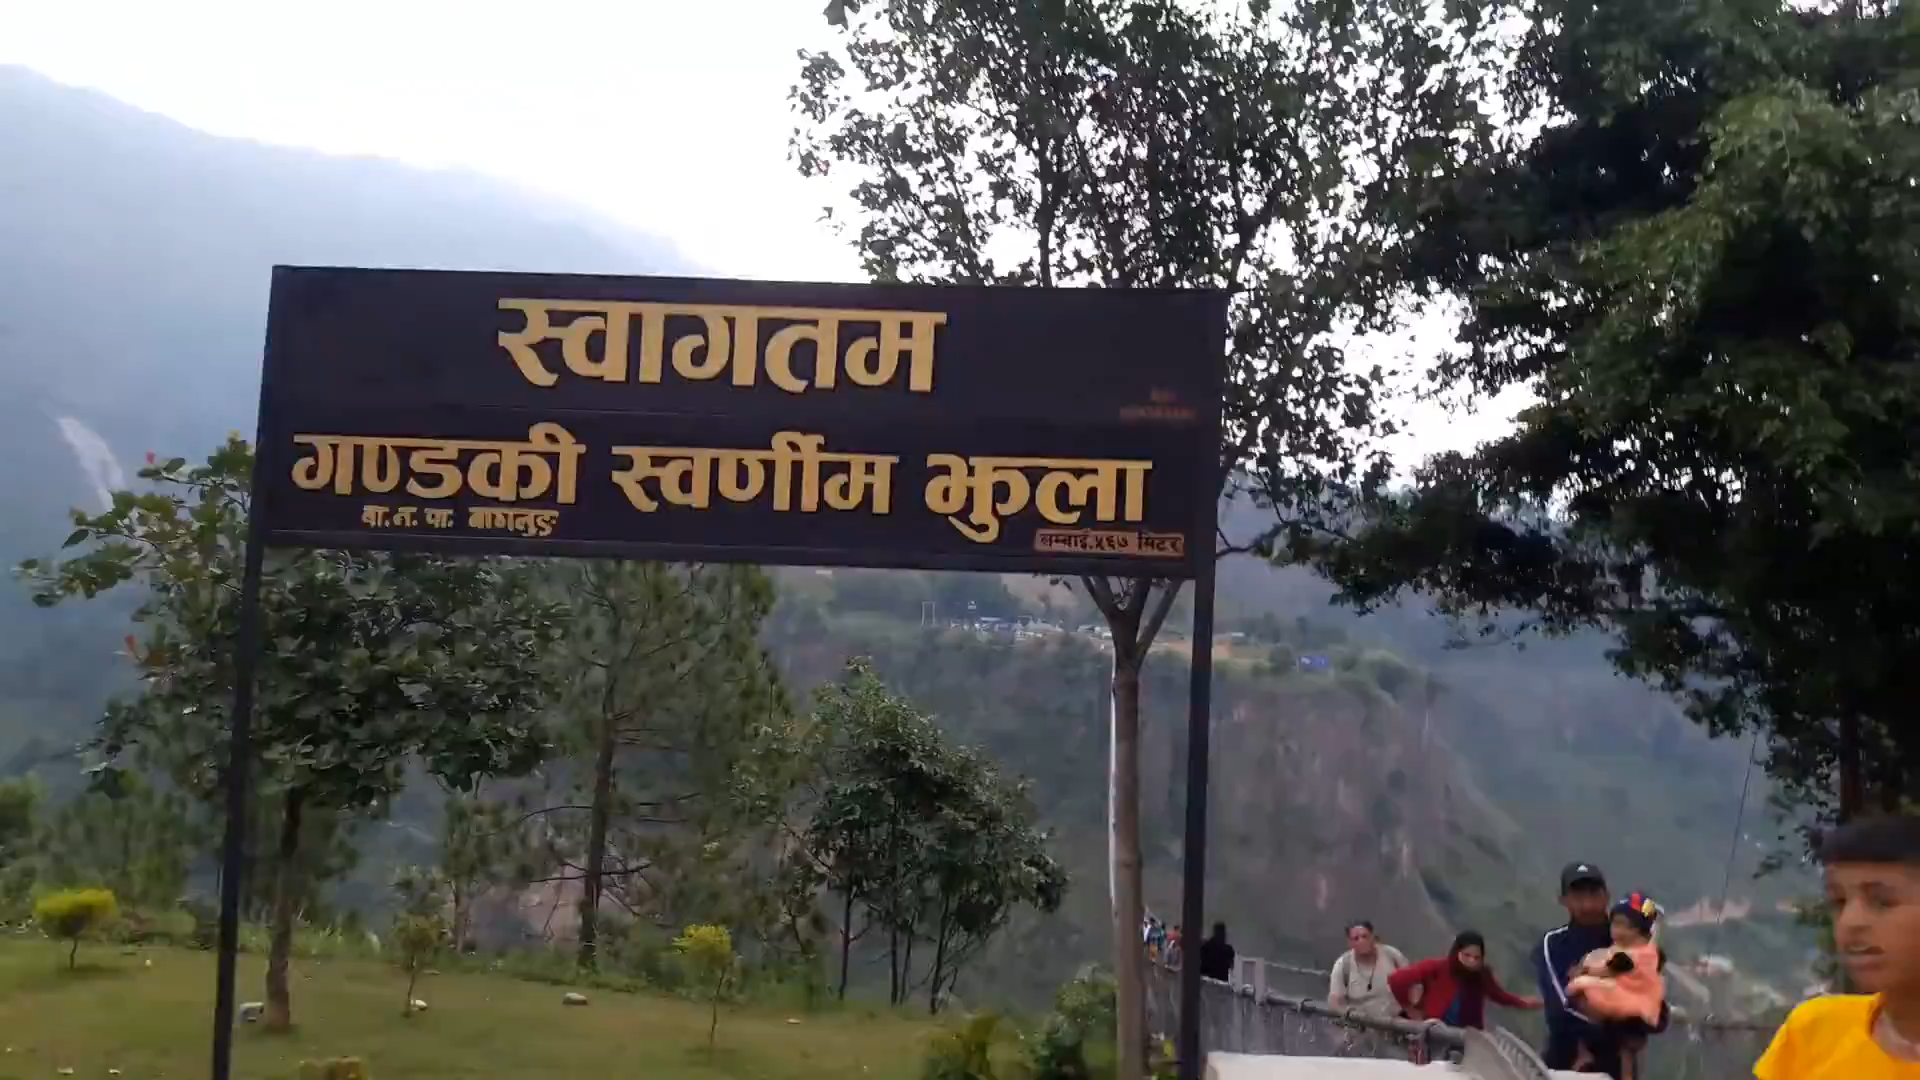 स्वागतम
गण्डकी स्वर्णीम झुला
बा. न. पा. बागलुङ
लम्बाई.५६७ मिटर